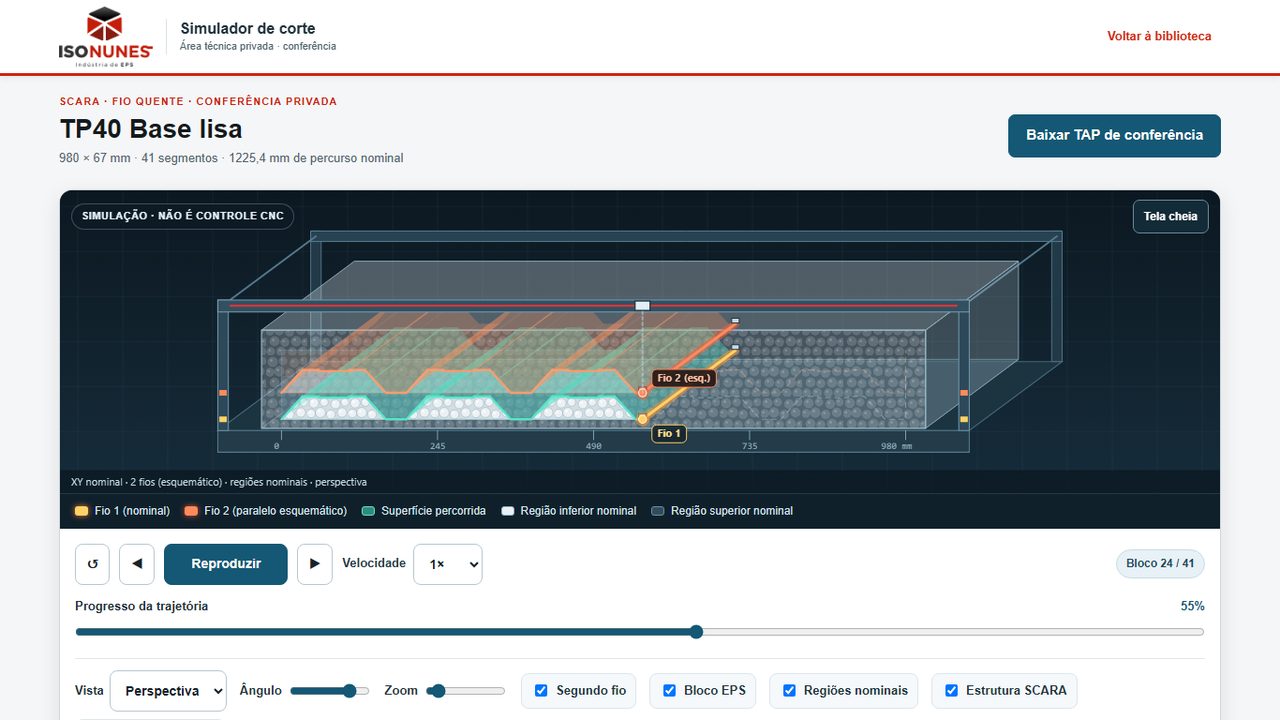 ISONUNES
Indústria de EPS
Simulador de corte
Área técnica privada · conferência
Voltar à biblioteca
SCARA · FIO QUENTE · CONFERÊNCIA PRIVADA
TP40 Base lisa
980 × 67 mm · 41 segmentos · 1225,4 mm de percurso nominal
Baixar TAP de conferência
SIMULAÇÃO · NÃO É CONTROLE CNC
Tela cheia
Fio 2 (esq.)
Fio 1
0 245 490 735 980 mm
XY nominal · 2 fios (esquemático) · regiões nominais · perspectiva
Fio 1 (nominal) Fio 2 (paralelo esquemático) Superfície percorrida Região inferior nominal Região superior nominal
↺ ◀ Reproduzir ▶ Velocidade 1× Bloco 24 / 41
Progresso da trajetória 55%
Vista Perspectiva Ângulo Zoom Segundo fio Bloco EPS Regiões nominais Estrutura SCARA